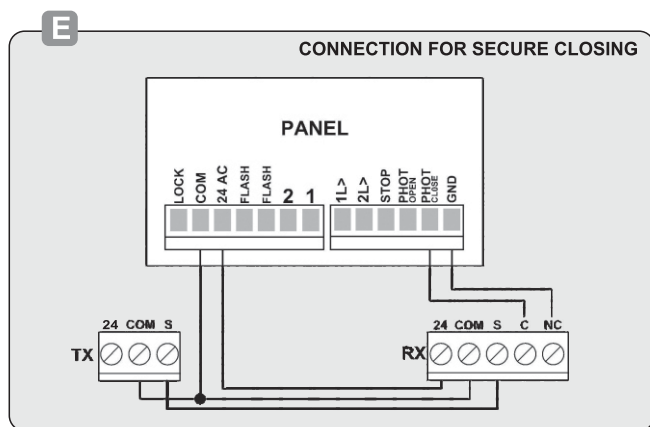 E
CONNECTION FOR SECURE CLOSING
PANEL
LOCK
COM
24 AC
FLASH
FLASH
2
1
1L>
2L>
STOP
PHOT OPEN
PHOT CLOSE
GND
24 COM S
TX
24 COM S C NC
RX